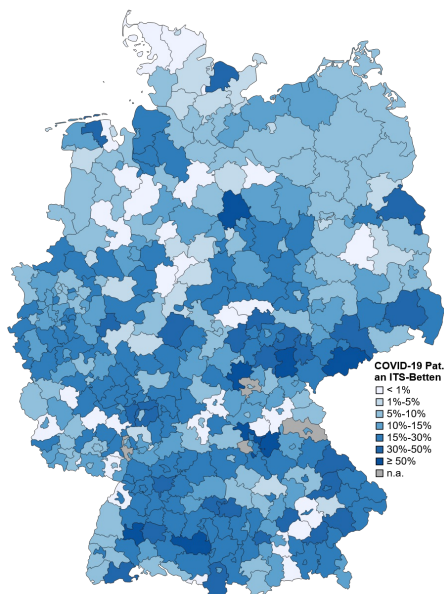 COVID-19 Pat.
an ITS-Betten
< 1%
1%-5%
5%-10%
10%-15%
15%-30%
30%-50%
≥ 50%
n.a.